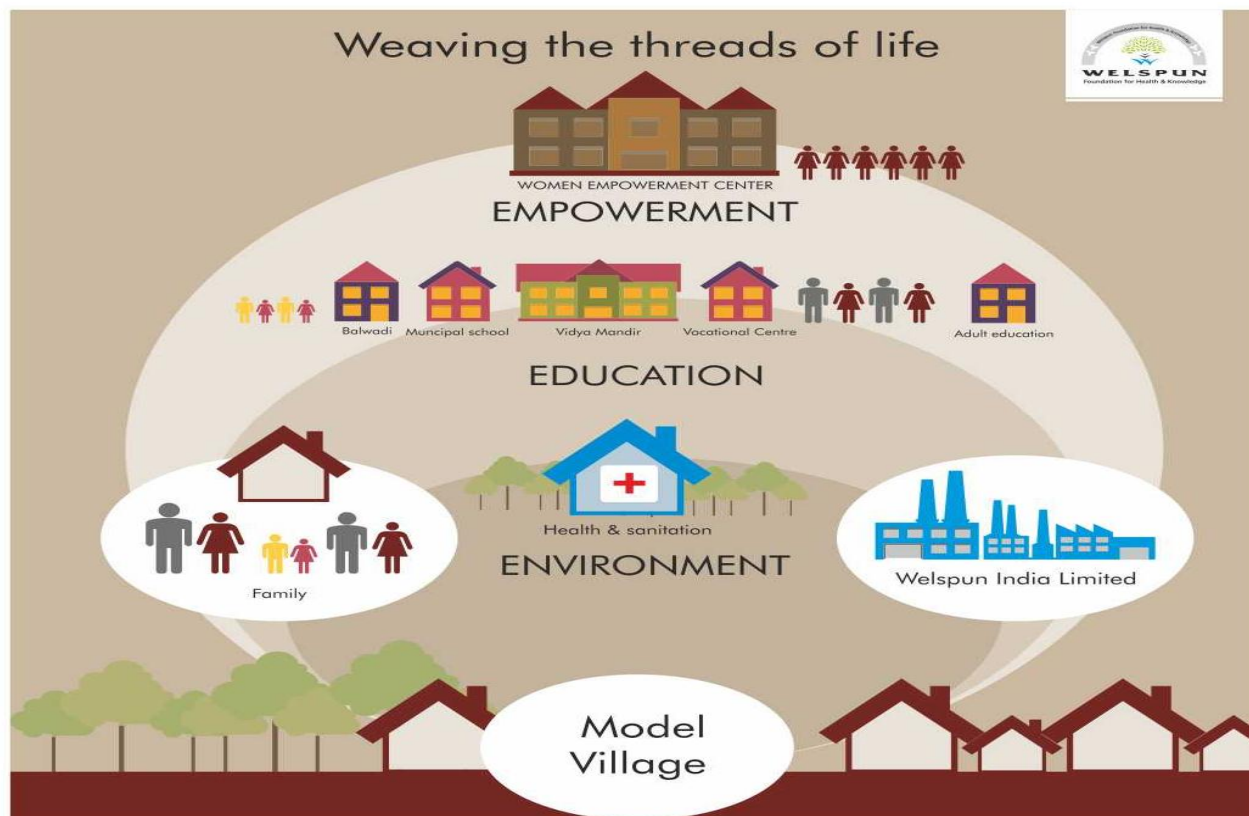 Weaving the threads of life
WELSPUN
Foundation for Health & Knowledge
WOMEN EMPOWERMENT CENTER
EMPOWERMENT
Balwadi
Muncipal school
Vidya Mandir
Vocational Centre
Adult education
EDUCATION
Health & sanitation
ENVIRONMENT
Family
Welspun India Limited
Model
Village